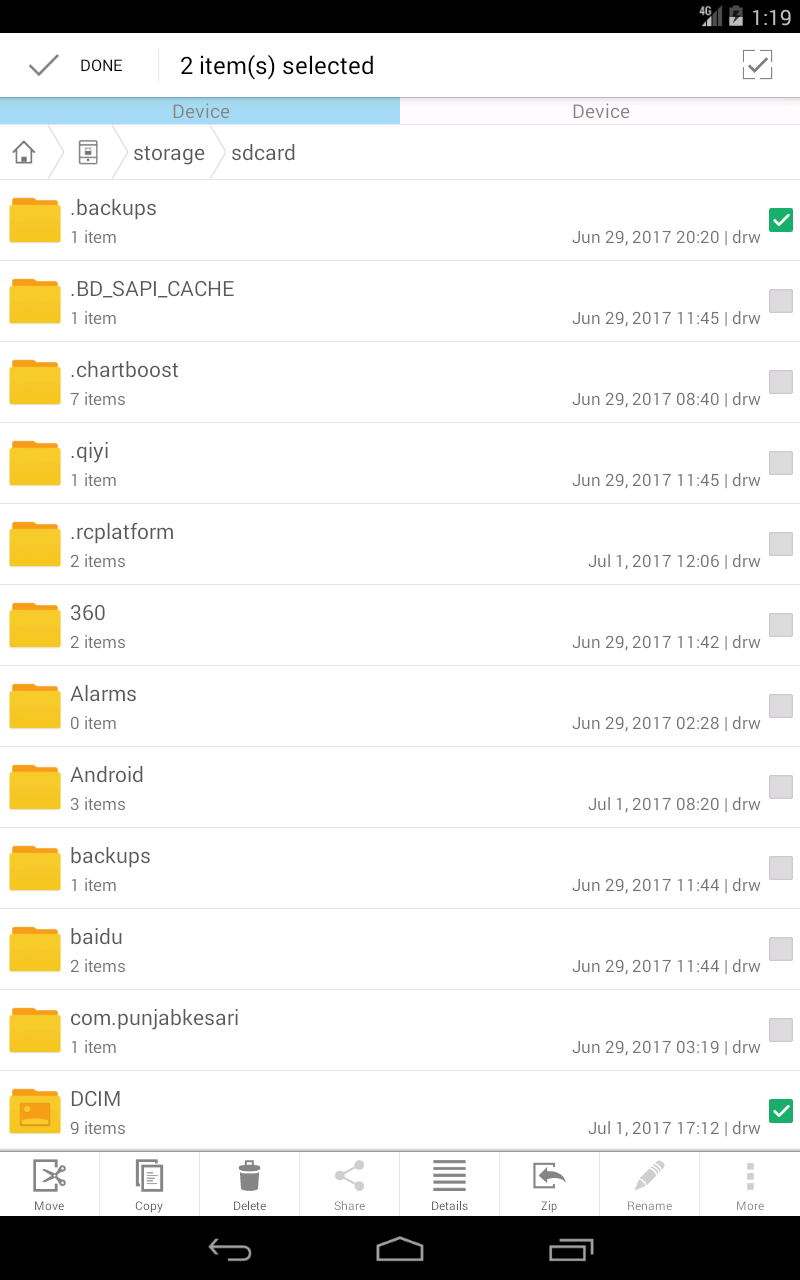 4G 1:19
DONE 2 item(s) selected
Device Device
storage sdcard
.backups
1 item Jun 29, 2017 20:20 | drw
.BD_SAPI_CACHE
1 item Jun 29, 2017 11:45 | drw
.chartboost
7 items Jun 29, 2017 08:40 | drw
.qiyi
1 item Jun 29, 2017 11:45 | drw
.rcplatform
2 items Jul 1, 2017 12:06 | drw
360
2 items Jun 29, 2017 11:42 | drw
Alarms
0 item Jun 29, 2017 02:28 | drw
Android
3 items Jul 1, 2017 08:20 | drw
backups
1 item Jun 29, 2017 11:44 | drw
baidu
2 items Jun 29, 2017 11:44 | drw
com.punjabkesari
1 item Jun 29, 2017 03:19 | drw
DCIM
9 items Jul 1, 2017 17:12 | drw
Move Copy Delete Share Details Zip Rename More